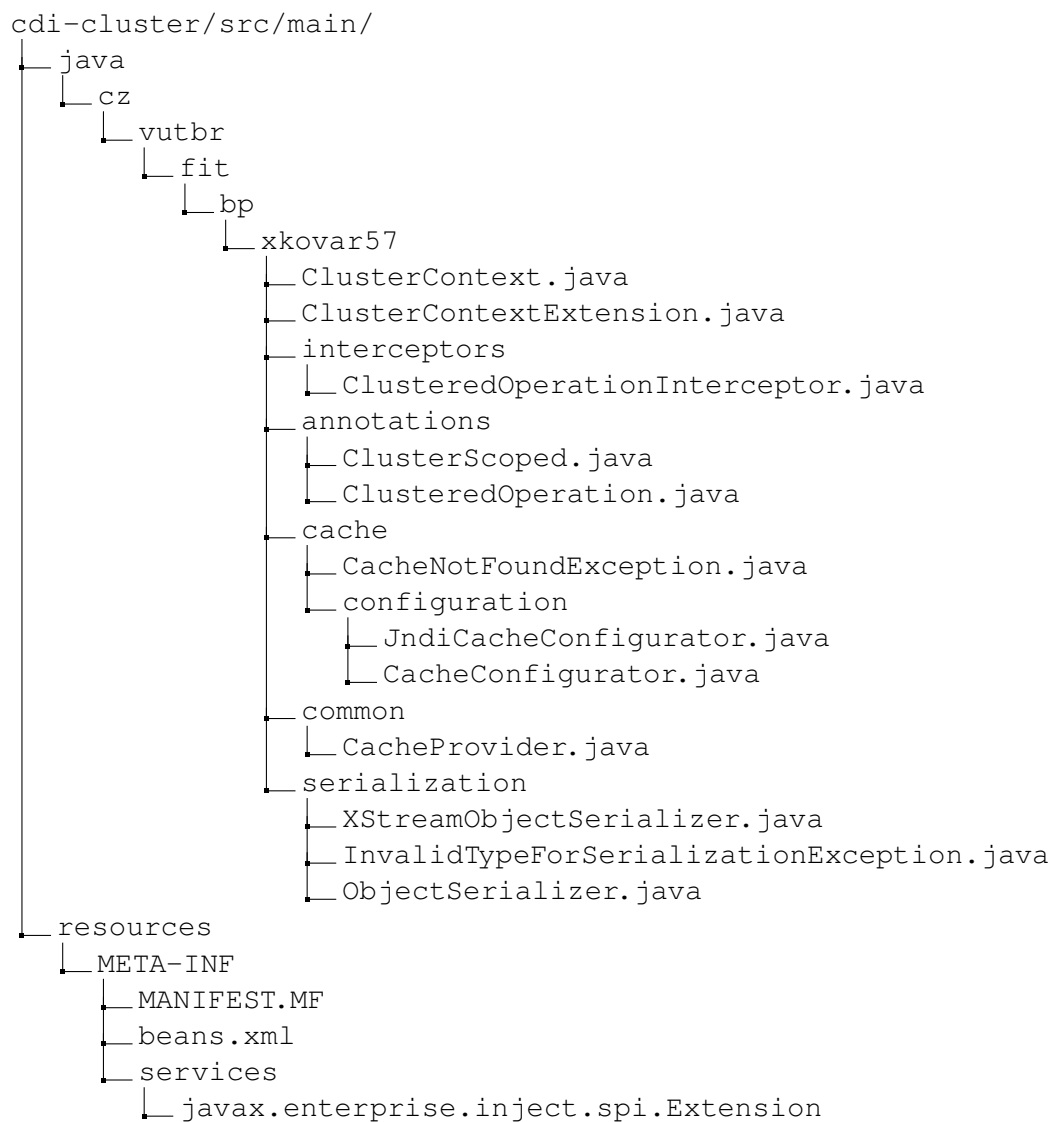 cdi-cluster/src/main/
java
cz
vutbr
fit
bp
xkovar57
ClusterContext.java
ClusterContextExtension.java
interceptors
ClusteredOperationInterceptor.java
annotations
ClusterScoped.java
ClusteredOperation.java
cache
CacheNotFoundException.java
configuration
JndiCacheConfigurator.java
CacheConfigurator.java
common
CacheProvider.java
serialization
XStreamObjectSerializer.java
InvalidTypeForSerializationException.java
ObjectSerializer.java
resources
META-INF
MANIFEST.MF
beans.xml
services
javax.enterprise.inject.spi.Extension